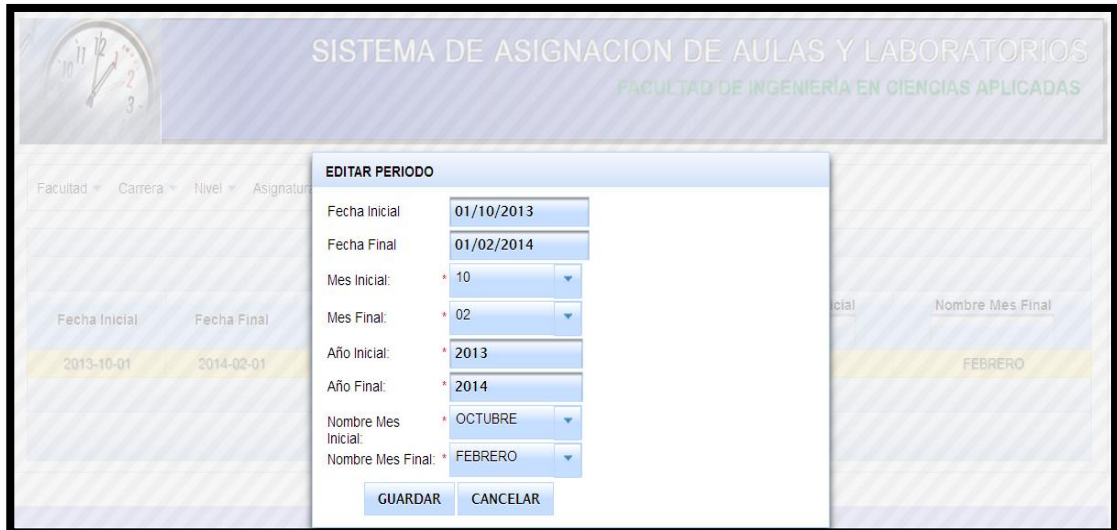 SISTEMA DE ASIGNACION DE AULAS Y LABORATORIOS
FACULTAD DE INGENIERÍA EN CIENCIAS APLICADAS
Facultad Carrera Nivel Asignatura
EDITAR PERIODO
Fecha Inicial 01/10/2013
Fecha Final 01/02/2014
Mes Inicial: * 10
Mes Final: * 02
Año Inicial: * 2013
Año Final: * 2014
Nombre Mes Inicial: * OCTUBRE
Nombre Mes Final: * FEBRERO
GUARDAR CANCELAR
Fecha Inicial Fecha Final Nombre Mes Final
2013-10-01 2014-02-01 FEBRERO